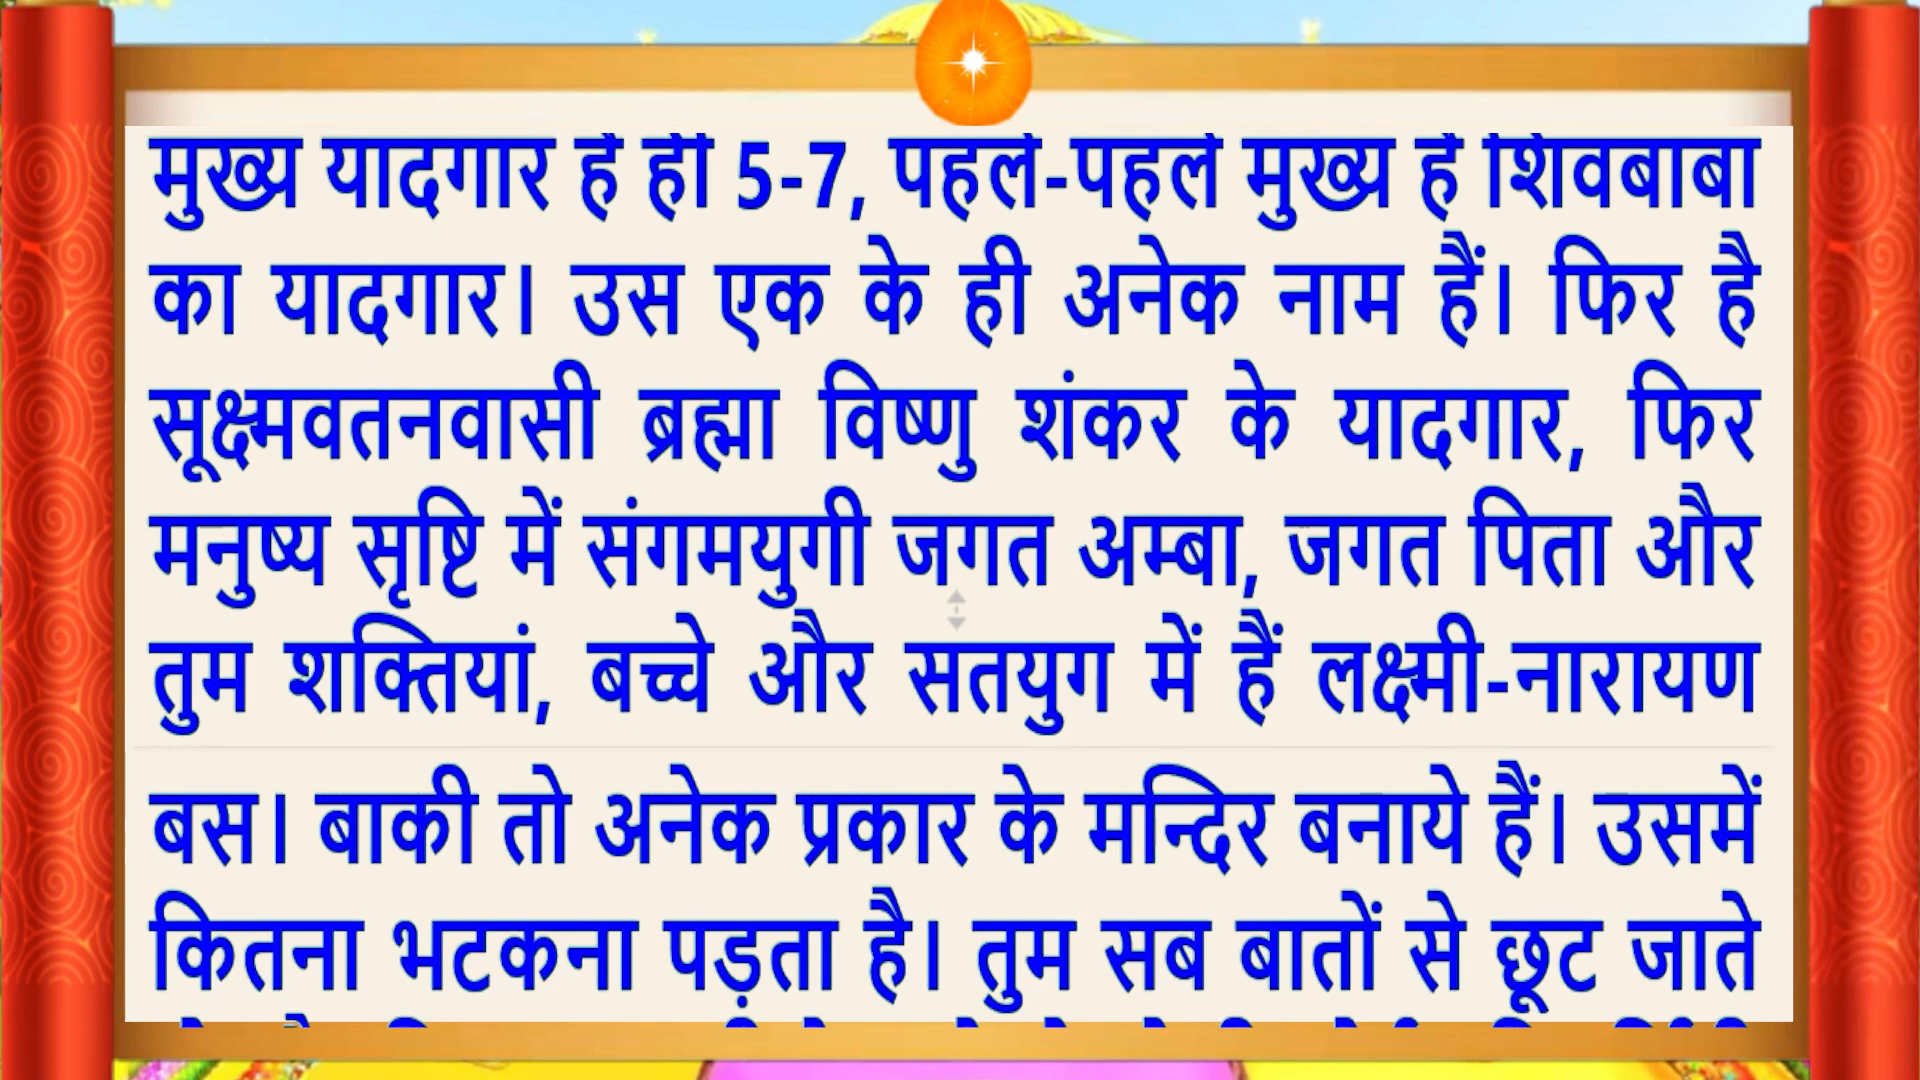 मुख्य यादगार है ही 5-7, पहले-पहले मुख्य है शिवबाबा
का यादगार। उस एक के ही अनेक नाम हैं। फिर है
सूक्ष्मवतनवासी ब्रह्मा विष्णु शंकर के यादगार, फिर
मनुष्य सृष्टि में संगमयुगी जगत अम्बा, जगत पिता और
तुम शक्तियां, बच्चे और सतयुग में हैं लक्ष्मी-नारायण
बस। बाकी तो अनेक प्रकार के मन्दिर बनाये हैं। उसमें
कितना भटकना पड़ता है। तुम सब बातों से छूट जाते